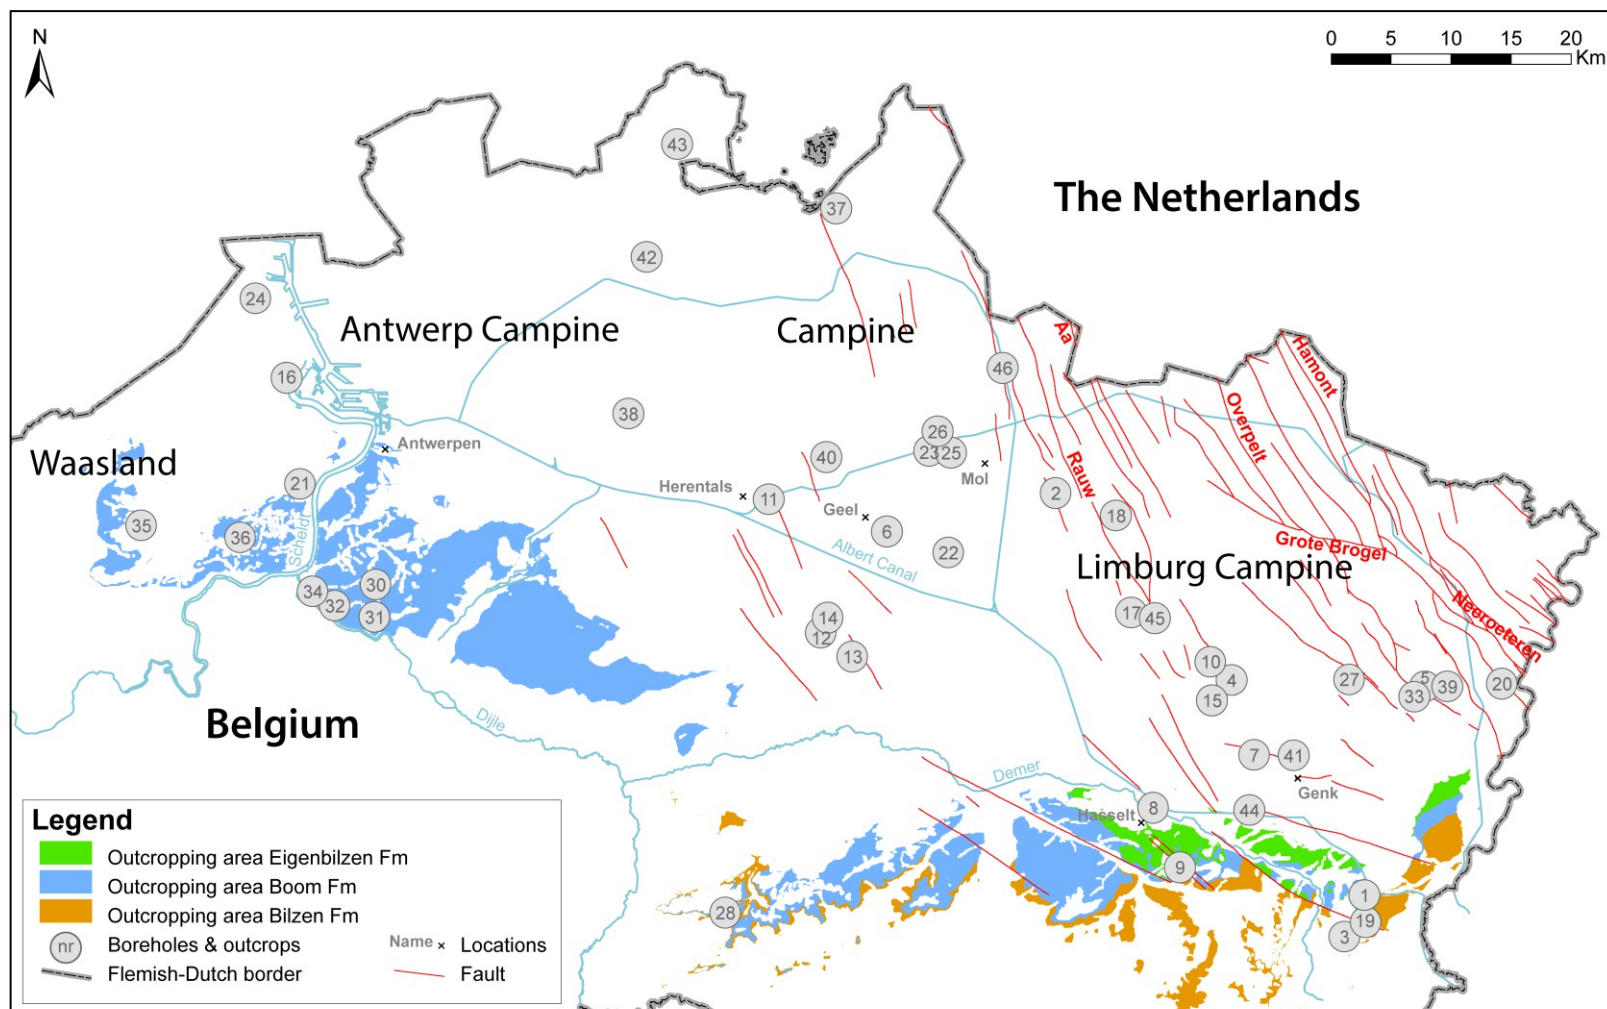 N
0 5 10 15 20
Km
43
The Netherlands
37
42
24
Antwerp Campine
Campine
Aa
Hamont
46
16
Overpelt
38
26
Antwerpen
40
23 25
Waasland
Mol
Rauw
21
Herentals
11
2
Geel
18
35
36
6
Scheldt
Albert Canal
22
Grote Brogel
Limburg Campine
30
34
32
31
14
12
17
45
Neeroeteren
13
10
4
27
5
39
20
15
33
Belgium
Dijle
7
41
Demer
Genk
8
Hasselt
44
9
1
28
19
3
Legend
Outcropping area Eigenbilzen Fm
Outcropping area Boom Fm
Outcropping area Bilzen Fm
nr Boreholes & outcrops
Name × Locations
Flemish-Dutch border
Fault